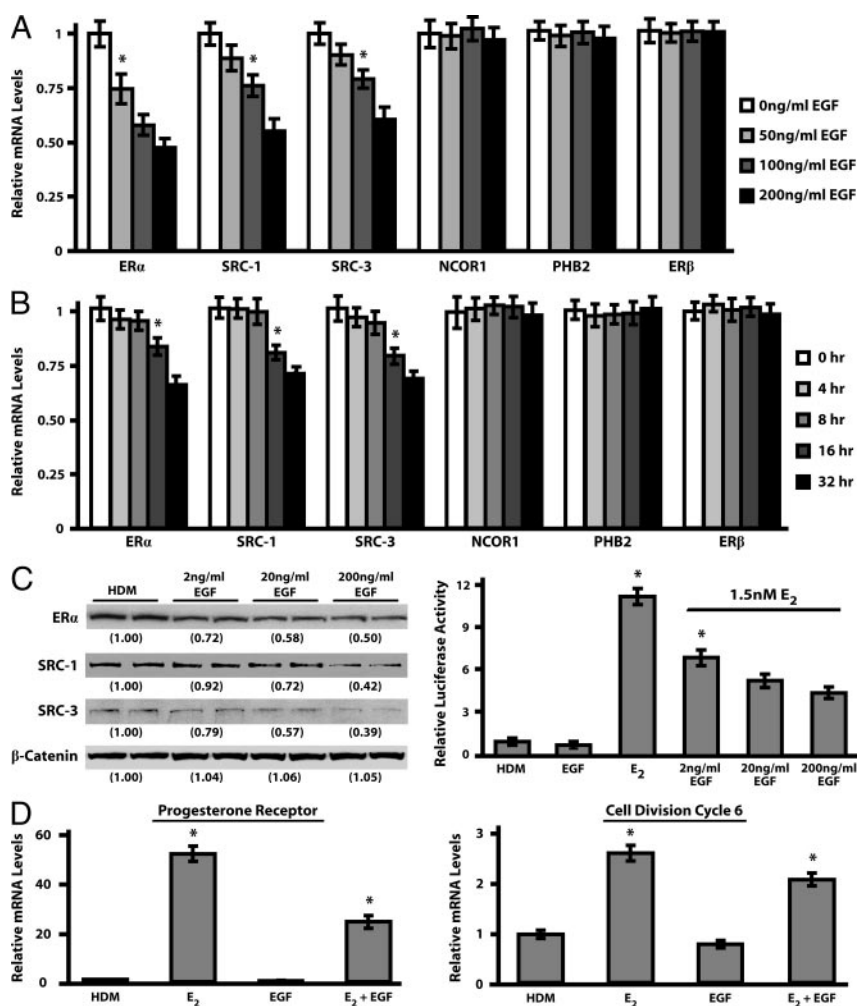 A
Relative mRNA Levels
1
0.75
0.50
0.25
0
* * *
ERα SRC-1 SRC-3 NCOR1 PHB2 ERβ
0ng/ml EGF
50ng/ml EGF
100ng/ml EGF
200ng/ml EGF
B
Relative mRNA Levels
1
0.75
0.50
0.25
0
* * *
ERα SRC-1 SRC-3 NCOR1 PHB2 ERβ
0 hr
4 hr
8 hr
16 hr
32 hr
C
HDM 2ng/ml EGF 20ng/ml EGF 200ng/ml EGF
ERα
(1.00) (0.72) (0.58) (0.50)
SRC-1
(1.00) (0.92) (0.72) (0.42)
SRC-3
(1.00) (0.79) (0.57) (0.39)
β-Catenin
(1.00) (1.04) (1.06) (1.05)
Relative Luciferase Activity
12
9
6
3
0
*
1.5nM E2
*
HDM EGF E2 2ng/ml EGF 20ng/ml EGF 200ng/ml EGF
D
Progesterone Receptor
Relative mRNA Levels
60
40
20
0
* *
HDM E2 EGF E2 + EGF
Cell Division Cycle 6
Relative mRNA Levels
3
2
1
0
* *
HDM E2 EGF E2 + EGF